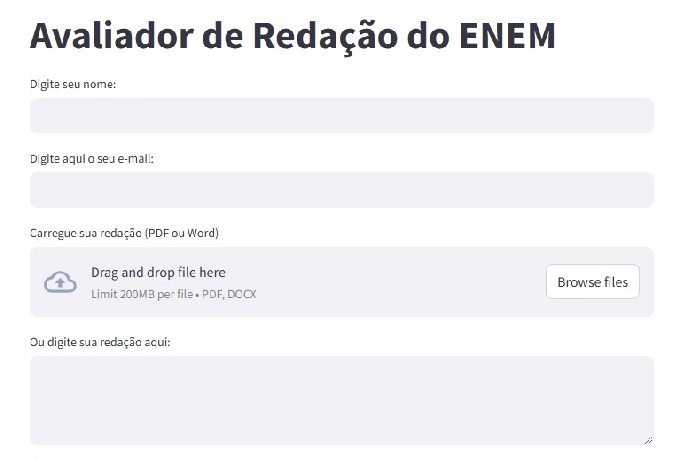 Avaliador de Redação do ENEM
Digite seu nome:
Digite aqui o seu e-mail:
Carregue sua redação (PDF ou Word)
Drag and drop file here
Limit 200MB per file • PDF, DOCX
Browse files
Ou digite sua redação aqui: